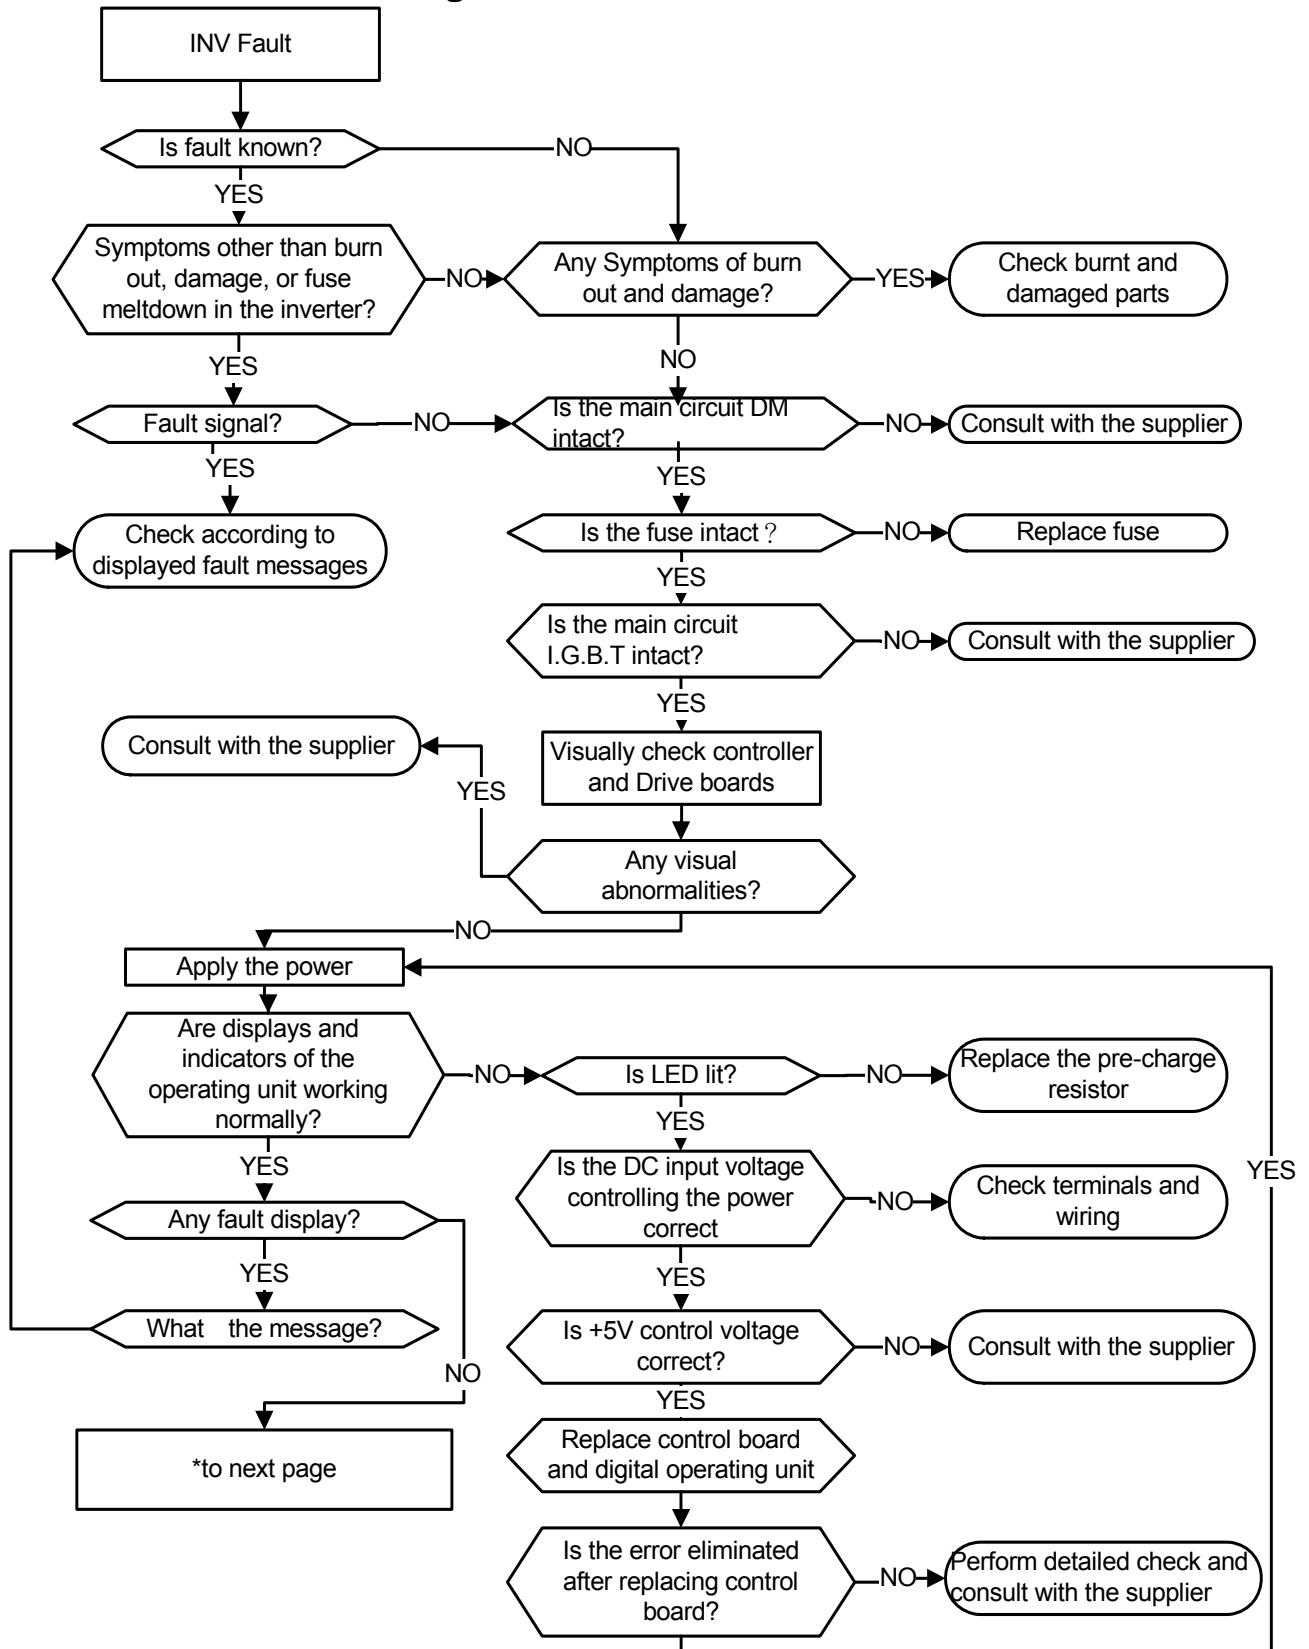 INV Fault
Is fault known?
NO
YES
Symptoms other than burn
out, damage, or fuse
meltdown in the inverter?
NO
Any Symptoms of burn
out and damage?
YES
Check burnt and
damaged parts
YES
NO
Fault signal?
NO
Is the main circuit DM
intact?
NO
Consult with the supplier
YES
YES
Check according to
displayed fault messages
Is the fuse intact?
NO
Replace fuse
YES
Is the main circuit
I.G.B.T intact?
NO
Consult with the supplier
YES
Consult with the supplier
Visually check controller
and Drive boards
YES
Any visual
abnormalities?
NO
Apply the power
Are displays and
indicators of the
operating unit working
normally?
NO
Is LED lit?
NO
Replace the pre-charge
resistor
YES
YES
Is the DC input voltage
controlling the power
correct
NO
Check terminals and
wiring
YES
Any fault display?
YES
YES
What the message?
Is +5V control voltage
correct?
NO
Consult with the supplier
NO
YES
*to next page
Replace control board
and digital operating unit
Is the error eliminated
after replacing control
board?
NO
Perform detailed check and
consult with the supplier